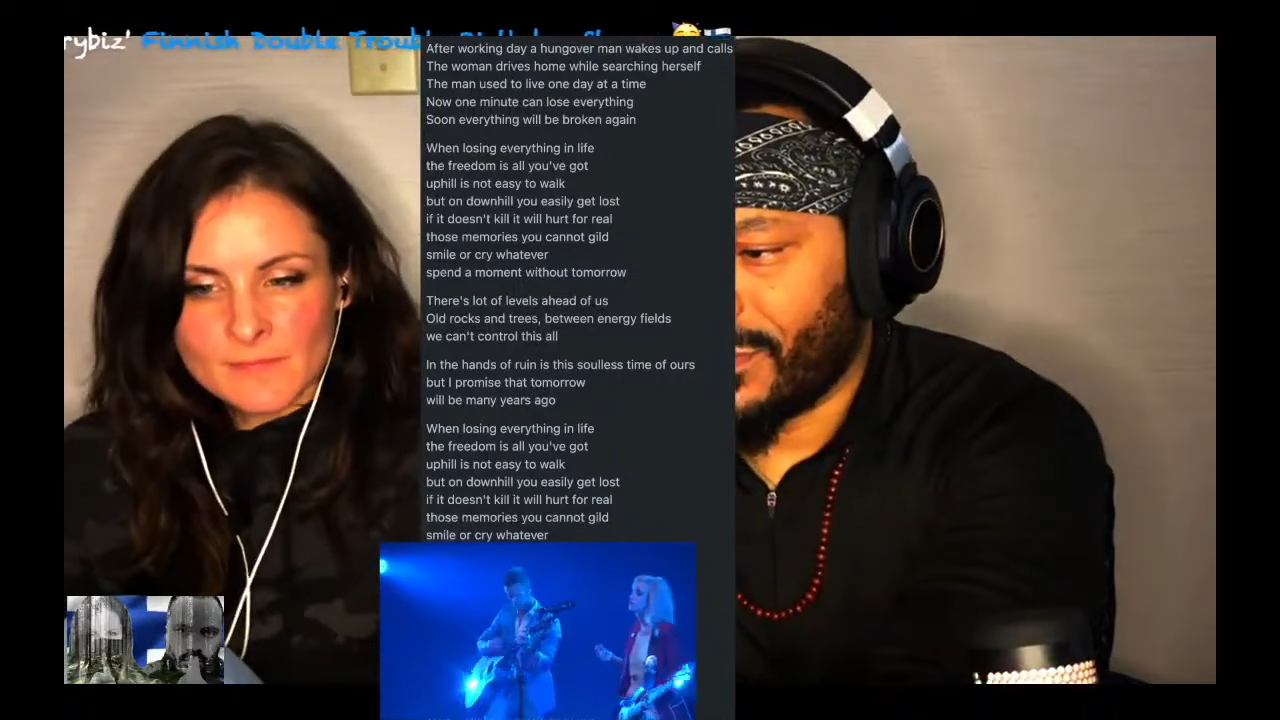 rybiz' Finnish Double Trouble Birthday Show
After working day a hungover man wakes up and calls
The woman drives home while searching herself
The man used to live one day at a time
Now one minute can lose everything
Soon everything will be broken again
When losing everything in life
the freedom is all you've got
uphill is not easy to walk
but on downhill you easily get lost
if it doesn't kill it will hurt for real
those memories you cannot gild
smile or cry whatever
spend a moment without tomorrow
There's lot of levels ahead of us
Old rocks and trees, between energy fields
we can't control this all
In the hands of ruin is this soulless time of ours
but I promise that tomorrow
will be many years ago
When losing everything in life
the freedom is all you've got
uphill is not easy to walk
but on downhill you easily get lost
if it doesn't kill it will hurt for real
those memories you cannot gild
smile or cry whatever